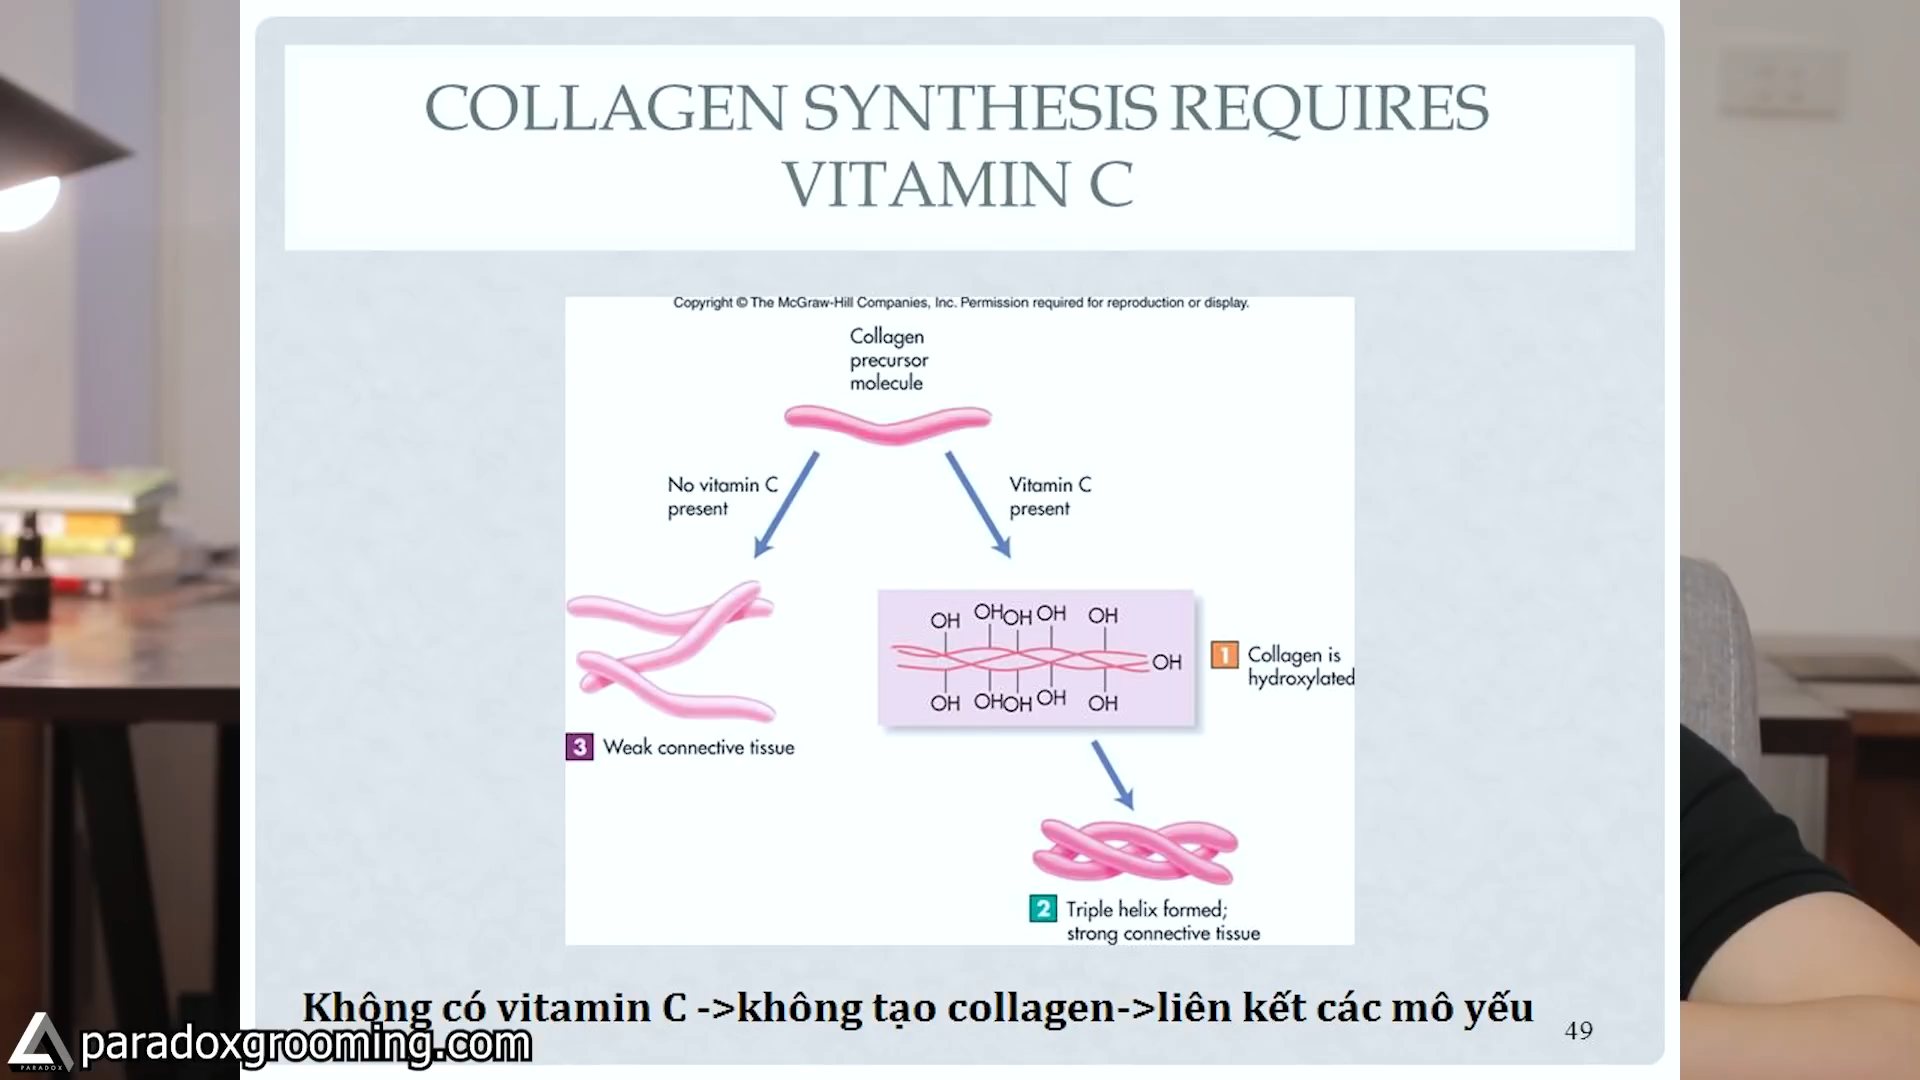 COLLAGEN SYNTHESIS REQUIRES
VITAMIN C
Copyright © The McGraw-Hill Companies, Inc. Permission required for reproduction or display.
Collagen
precursor
molecule
No vitamin C
present
Vitamin C
present
OH OH OH OH OH
OH
OH OH OH OH OH
1 Collagen is
hydroxylated
3 Weak connective tissue
2 Triple helix formed;
strong connective tissue
Không có vitamin C ->không tạo collagen->liên kết các mô yếu
49
PARADOX
paradoxgrooming.com